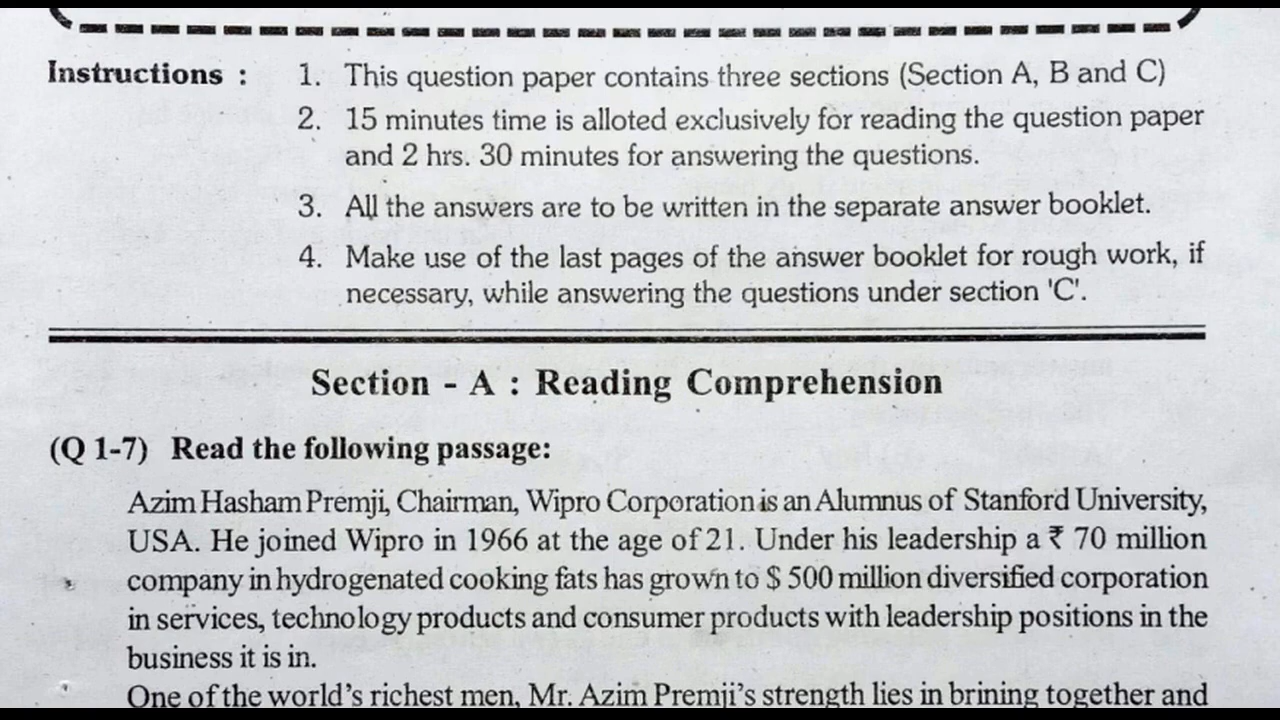 Instructions : 1. This question paper contains three sections (Section A, B and C)
2. 15 minutes time is alloted exclusively for reading the question paper
and 2 hrs. 30 minutes for answering the questions.
3. All the answers are to be written in the separate answer booklet.
4. Make use of the last pages of the answer booklet for rough work, if
necessary, while answering the questions under section 'C'.
Section - A : Reading Comprehension
(Q 1-7) Read the following passage:
Azim Hasham Premji, Chairman, Wipro Corporation is an Alumnus of Stanford University,
USA. He joined Wipro in 1966 at the age of 21. Under his leadership a ₹ 70 million
company in hydrogenated cooking fats has grown to $ 500 million diversified corporation
in services, technology products and consumer products with leadership positions in the
business it is in.
One of the world's richest men, Mr. Azim Premji's strength lies in brining together and